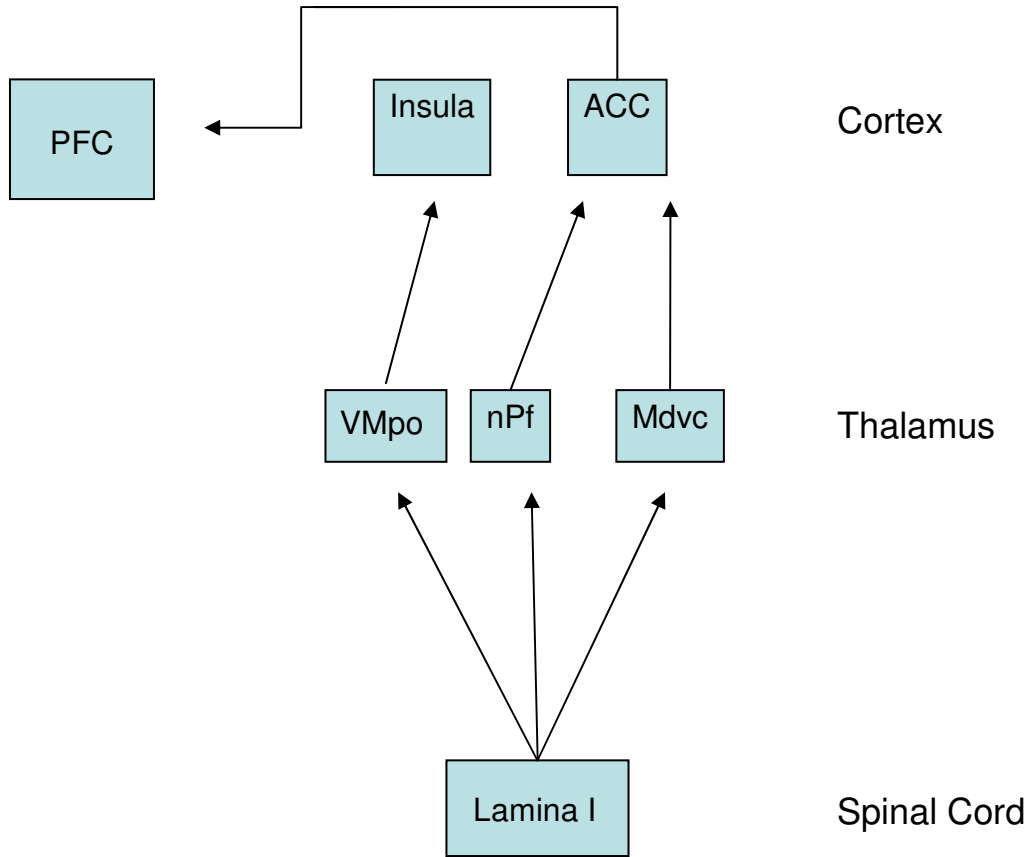 PFC
Insula
ACC
Cortex
VMpo
nPf
Mdvc
Thalamus
Lamina I
Spinal Cord